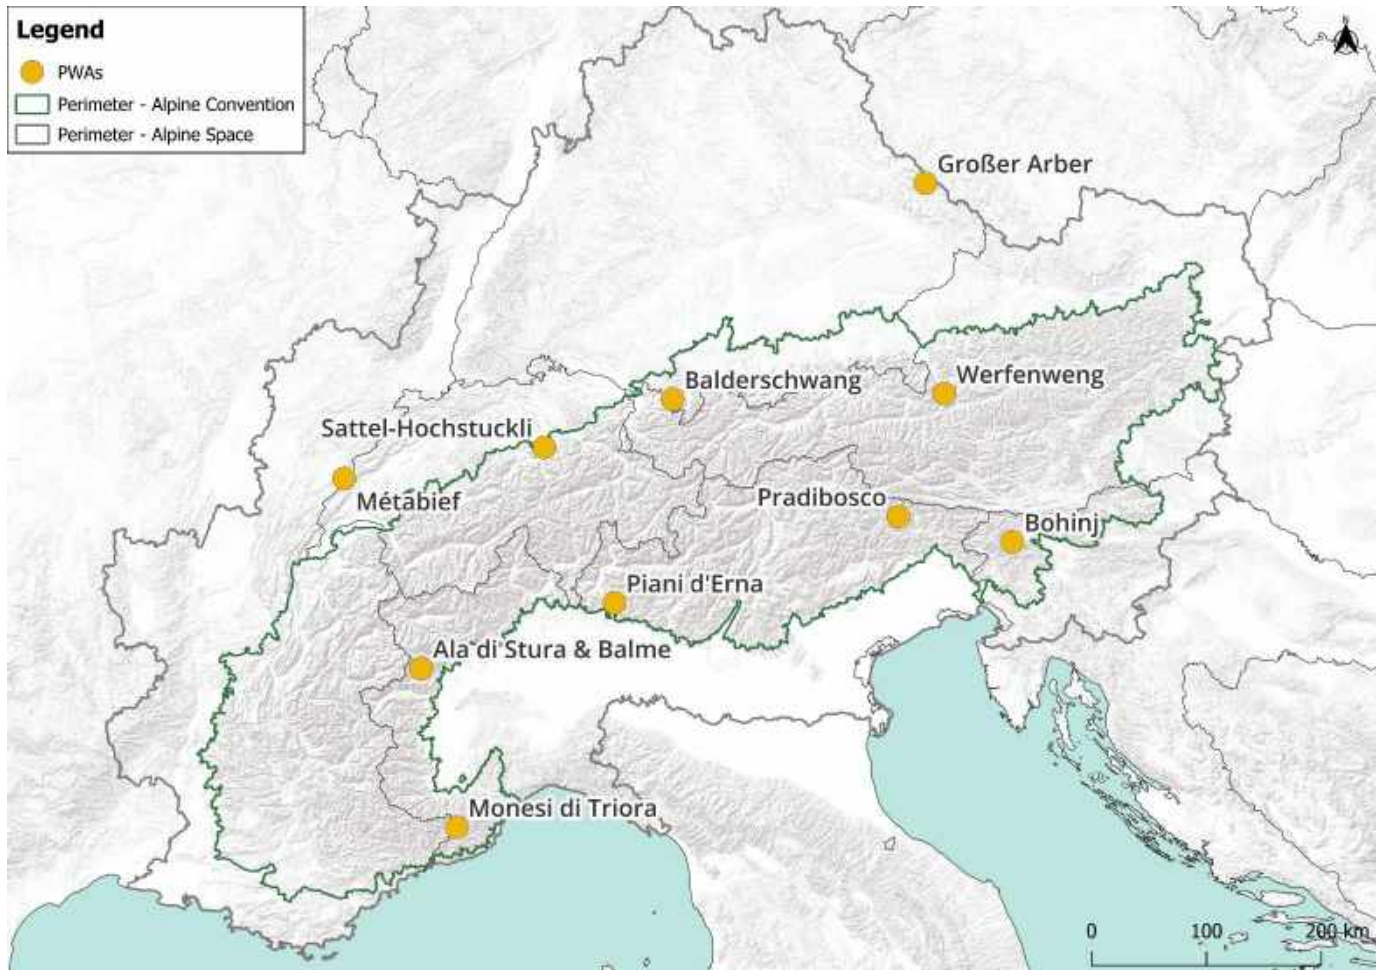 Legend
PWAs
Perimeter - Alpine Convention
Perimeter - Alpine Space
N
Großer Arber
Balderschwang
Werfenweng
Sattel-Hochstuckli
Métabief
Pradibosco
Bohinj
Piani d'Erna
Ala di Stura & Balme
Monesi di Triora
0 100 200 km